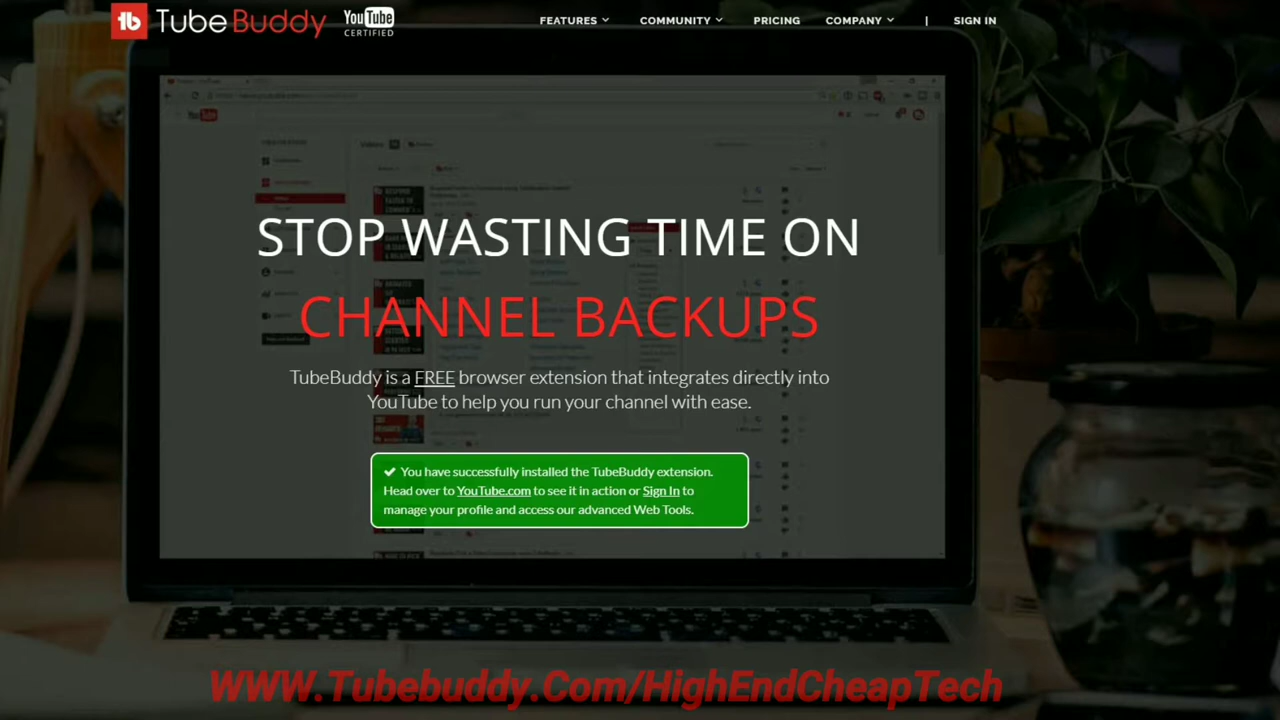 TubeBuddy
YouTube
CERTIFIED
FEATURES
COMMUNITY
PRICING
COMPANY
|
SIGN IN
YouTube
STOP WASTING TIME ON
CHANNEL BACKUPS
TubeBuddy is a FREE browser extension that integrates directly into
YouTube to help you run your channel with ease.
You have successfully installed the TubeBuddy extension.
Head over to YouTube.com to see it in action or Sign In to
manage your profile and access our advanced Web Tools.
WWW.Tubebuddy.Com/HighEndCheapTech